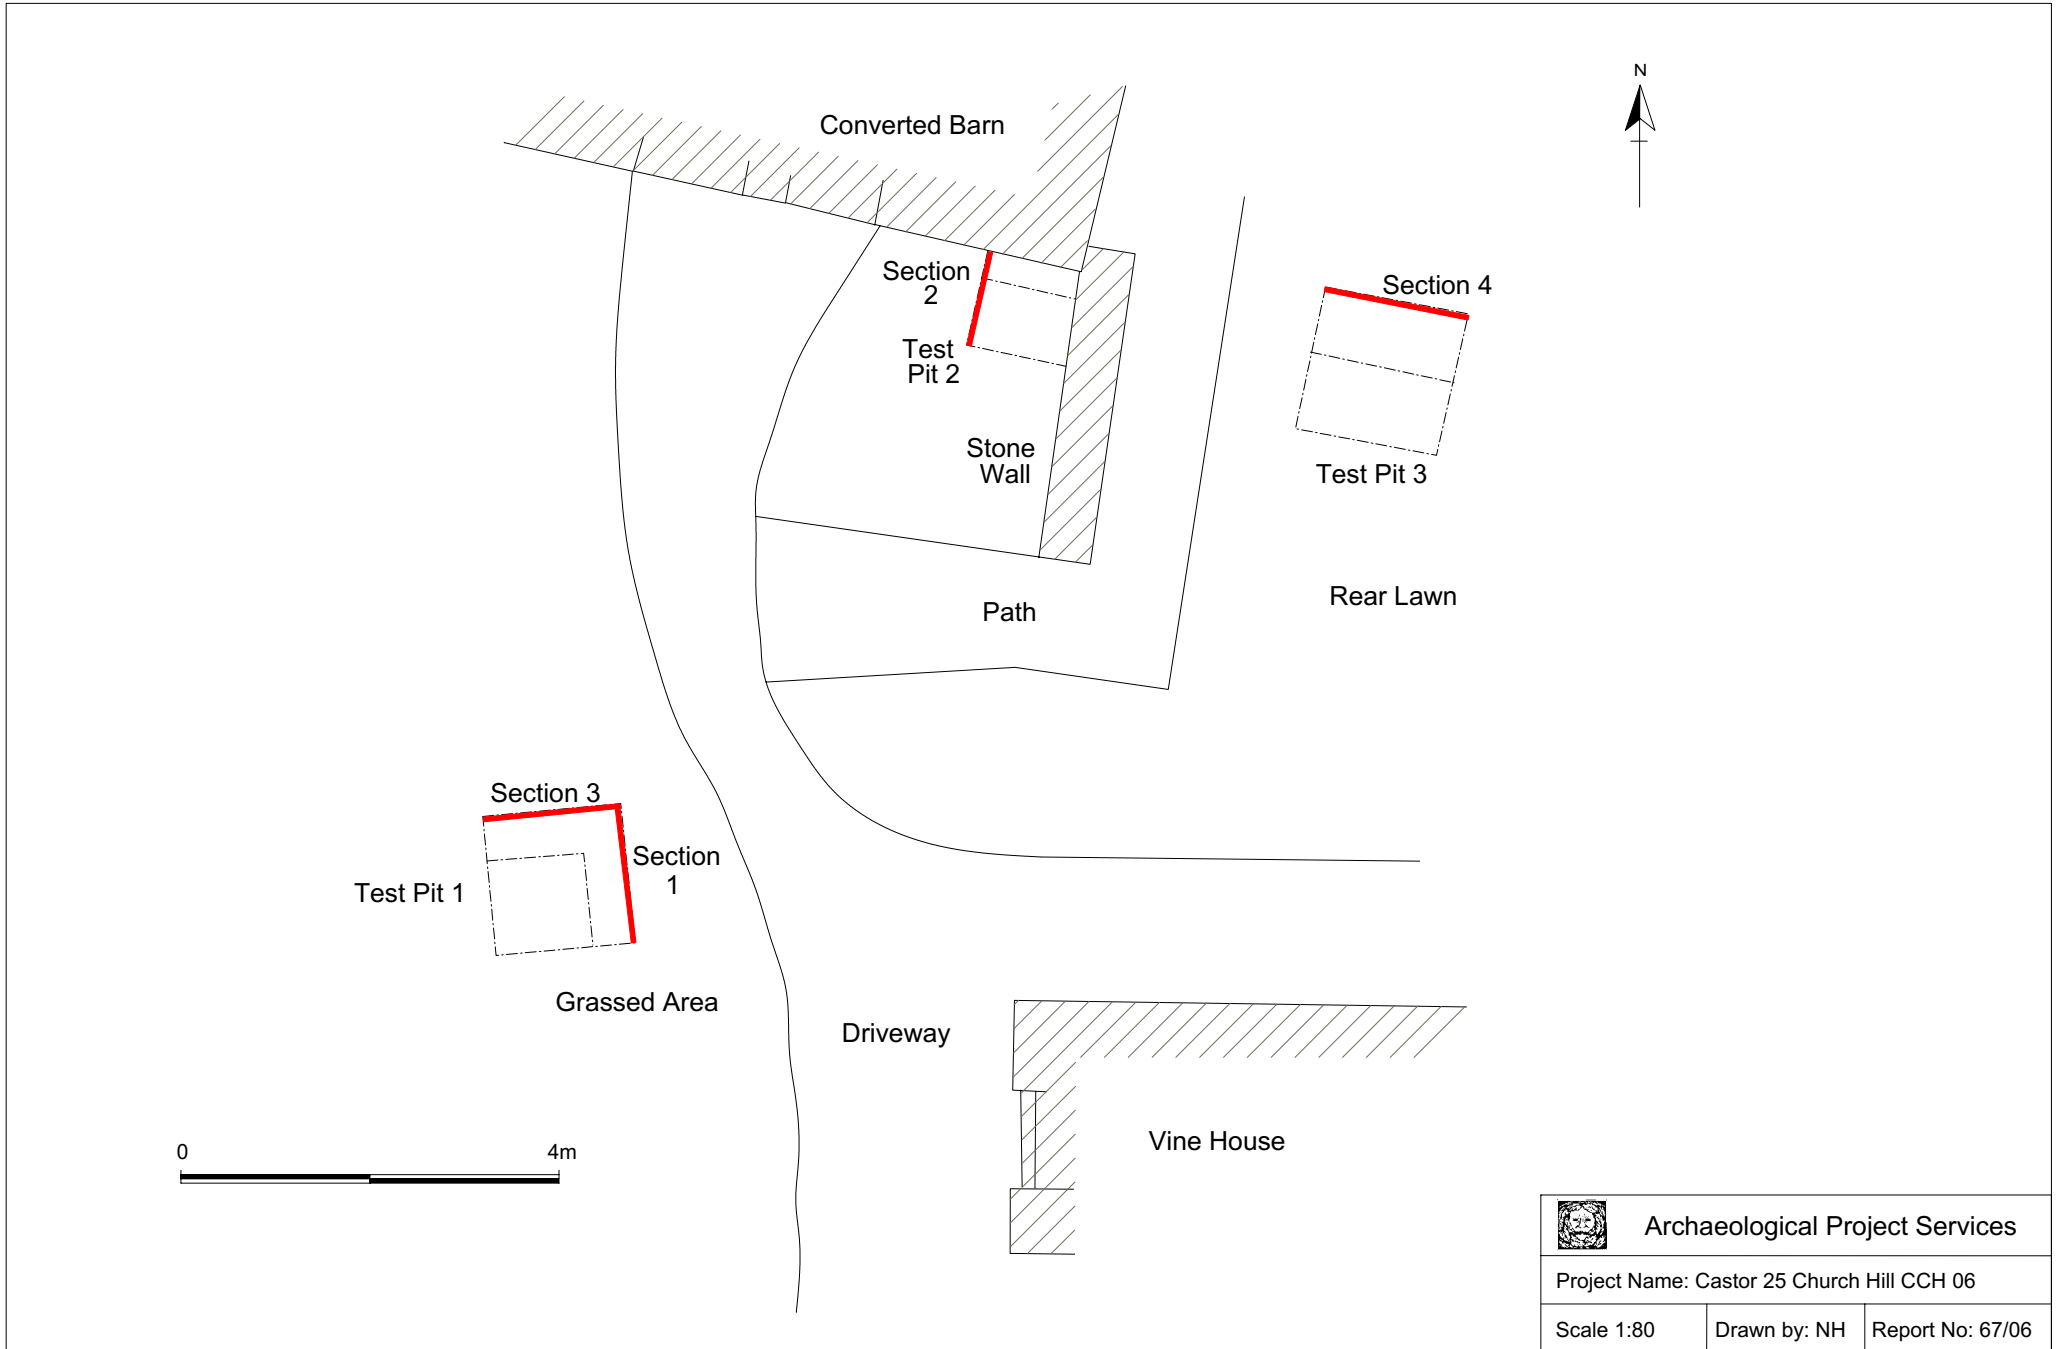 N
Converted Barn
Section
2
Section 4
Test
Pit 2
Stone
Wall
Test Pit 3
Rear Lawn
Path
Section 3
Section
1
Test Pit 1
Grassed Area
Driveway
Vine House
0 4m
Archaeological Project Services
Project Name: Castor 25 Church Hill CCH 06
Scale 1:80 Drawn by: NH Report No: 67/06